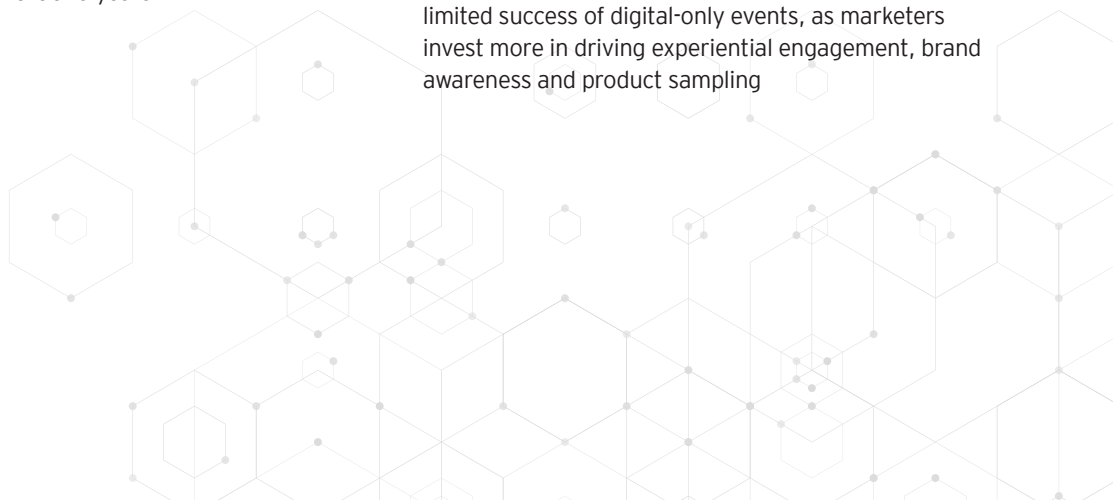 limited success of digital-only events, as marketers
invest more in driving experiential engagement, brand
awareness and product sampling